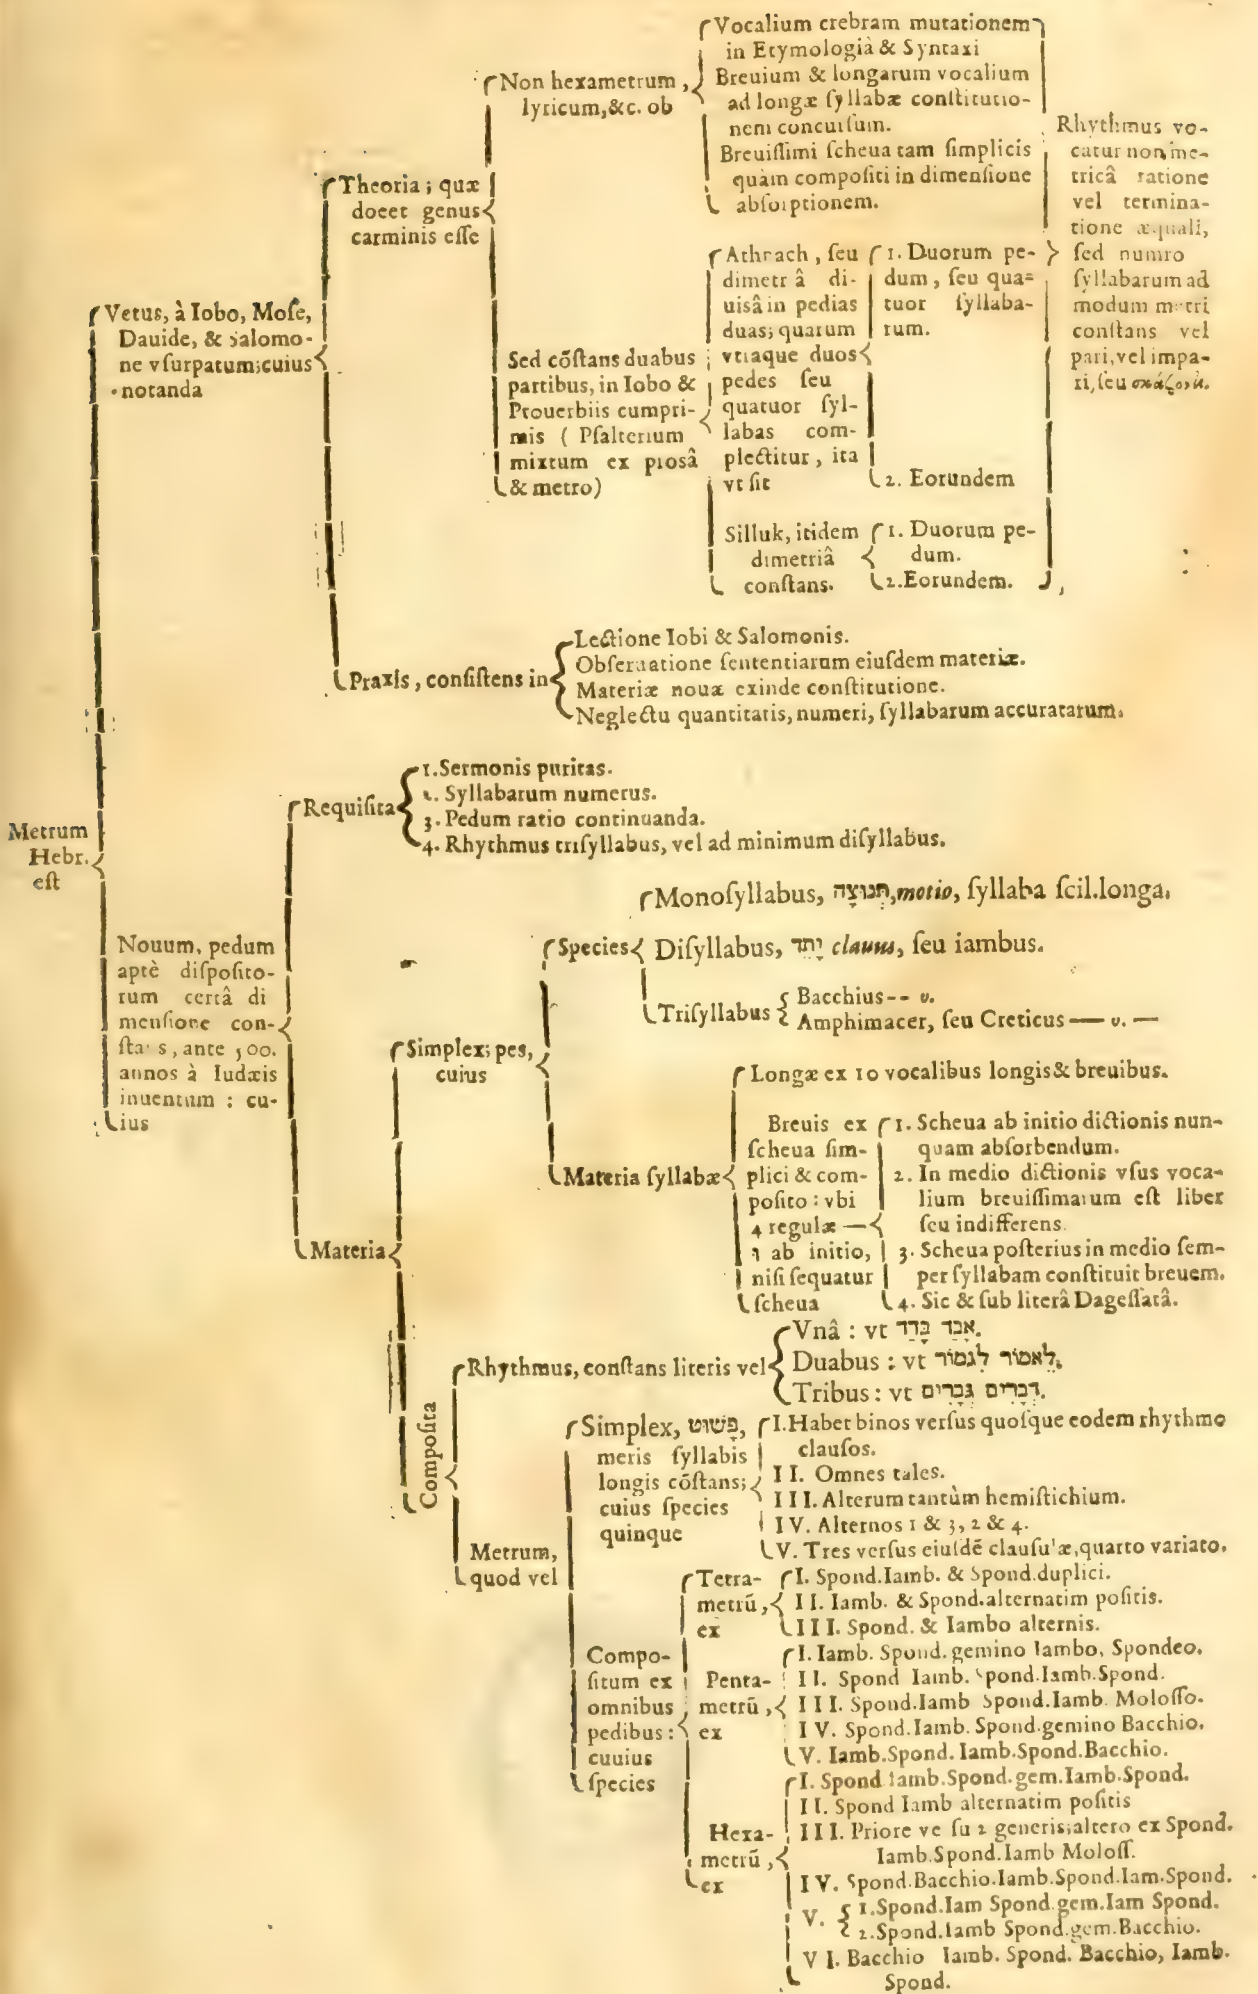 Vocalium crebram mutationem
in Etymologiâ & Syntaxi
Breuium & longarum vocalium
ad longæ ſyllabæ conſtitutio-
nem concurſum.
Breuiſſimi ſcheua tam ſimplicis
quàm compoſiti in dimenſione
abſorptionem.
Non hexametrum,
lyricum, &c. ob
Theoria; quæ
docet genus
carminis eſſe
Rhythmus vo-
catur non me-
tricâ ratione
vel termina-
tione æquali,
ſed numro
ſyllabarum ad
modum metri
conſtans vel
pari, vel impa-
ri, ſeu
Athnach, ſeu
dimetr â di-
uisâ in pedias
duas; quarum
vtraque duos
pedes ſeu
quatuor ſyl-
labas com-
plectitur, ita
vt ſit
1. Duorum pe-
dum, ſeu qua-
tuor ſyllaba-
rum.
2. Eorundem
Vetus, à Iobo, Moſe,
Dauide, & Salomo-
ne vſurpatum; cuius
notanda
Sed cõſtans duabus
partibus, in Iobo &
Prouerbiis cumpri-
mis ( Pſalterium
mixtum ex prosâ
& metro)
Silluk, itidem
dimetriâ
conſtans.
1. Duorum pe-
dum.
2. Eorundem.
Praxis, conſiſtens in
Lectione Iobi & Salomonis.
Obſeruatione ſententiarum eiuſdem materiæ.
Materiæ nouæ exinde conſtitutione.
Neglectu quantitatis, numeri, ſyllabarum accuratarum.
Metrum
Hebr.
eſt
Requiſita
1. Sermonis puritas.
2. Syllabarum numerus.
3. Pedum ratio continuanda.
4. Rhythmus triſyllabus, vel ad minimum diſyllabus.
Nouum, pedum
aptè diſpoſito-
rum certâ di
menſione con-
ſta s, ante 500.
annos à Iudæis
inuentum : cu-
ius
Materia
Simplex; pes,
cuius
Species
Monoſyllabus, תְּנוּעָה, motio, ſyllaba ſcil. longa.
Diſyllabus, יָתֵד clauus, ſeu iambus.
Triſyllabus
Bacchius -- v.
Amphimacer, ſeu Creticus — v. —
Materia ſyllabæ
Longæ ex 10 vocalibus longis & breuibus.
Breuis ex
ſcheua ſim-
plici & com-
poſito : vbi
4 regulæ —
ו ab initio,
niſi ſequatur
ſcheua
1. Scheua ab initio dictionis nun-
quam abſorbendum.
2. In medio dictionis vſus voca-
lium breuiſſimarum eſt liber
ſeu indifferens.
3. Scheua poſterius in medio ſem-
per ſyllabam conſtituit breuem.
4. Sic & ſub literâ Dageſſatâ.
Compoſita
Rhythmus, conſtans literis vel
Vnâ : vt אָבַד בָּדַד.
Duabus : vt לֵאמוֹר לִגְמוֹר.
Tribus : vt דְּבָרִים גְּבָרִים.
Metrum,
quod vel
Simplex, פָּשׁוּט,
meris ſyllabis
longis cõſtans;
cuius ſpecies
quinque
I. Habet binos verſus quoſque eodem rhythmo
clauſos.
II. Omnes tales.
III. Alterum tantùm hemiſtichium.
IV. Alternos 1 & 3, 2 & 4.
V. Tres verſus eiuſdẽ clauſulæ, quarto variato.
Compo-
ſitum ex
omnibus
pedibus :
cuuius
ſpecies
Tetra-
metrũ,
ex
I. Spond. Iamb. & Spond. duplici.
II. Iamb. & Spond. alternatim poſitis.
III. Spond. & Iambo alternis.
Penta-
metrũ,
ex
I. Iamb. Spond. gemino Iambo, Spondeo.
II. Spond Iamb. Spond. Iamb. Spond.
III. Spond. Iamb Spond. Iamb. Moloſſo.
IV. Spond. Iamb. Spond. gemino Bacchio.
V. Iamb. Spond. Iamb. Spond. Bacchio.
Hexa-
metrũ,
ex
I. Spond. Iamb. Spond. gem. Iamb. Spond.
II. Spond Iamb alternatim poſitis
III. Priore ve ſu 2 generis; altero ex Spond.
Iamb. Spond. Iamb Moloſſ.
IV. Spond. Bacchio. Iamb. Spond. Iam. Spond.
V.
1. Spond. Iam Spond. gem. Iam Spond.
2. Spond. Iamb Spond. gem. Bacchio.
VI. Bacchio Iamb. Spond. Bacchio, Iamb.
Spond.